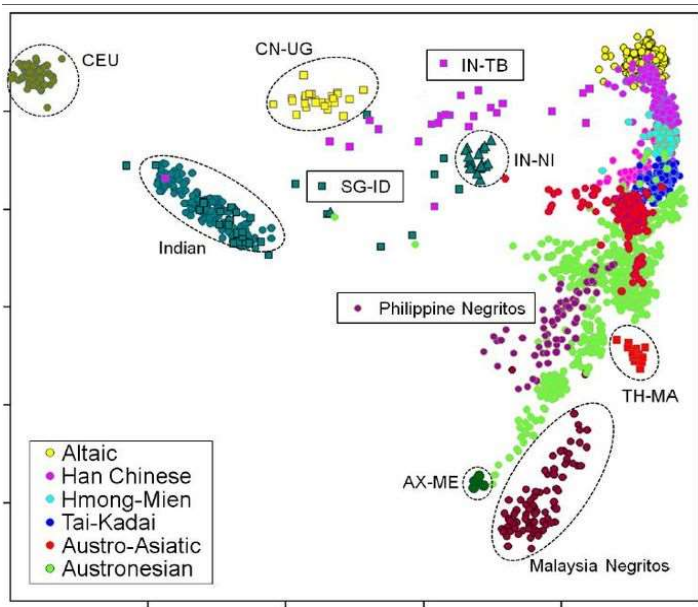 CEU
CN-UG
IN-TB
IN-NI
SG-ID
Indian
Philippine Negritos
TH-MA
AX-ME
Malaysia Negritos
Altaic
Han Chinese
Hmong-Mien
Tai-Kadai
Austro-Asiatic
Austronesian